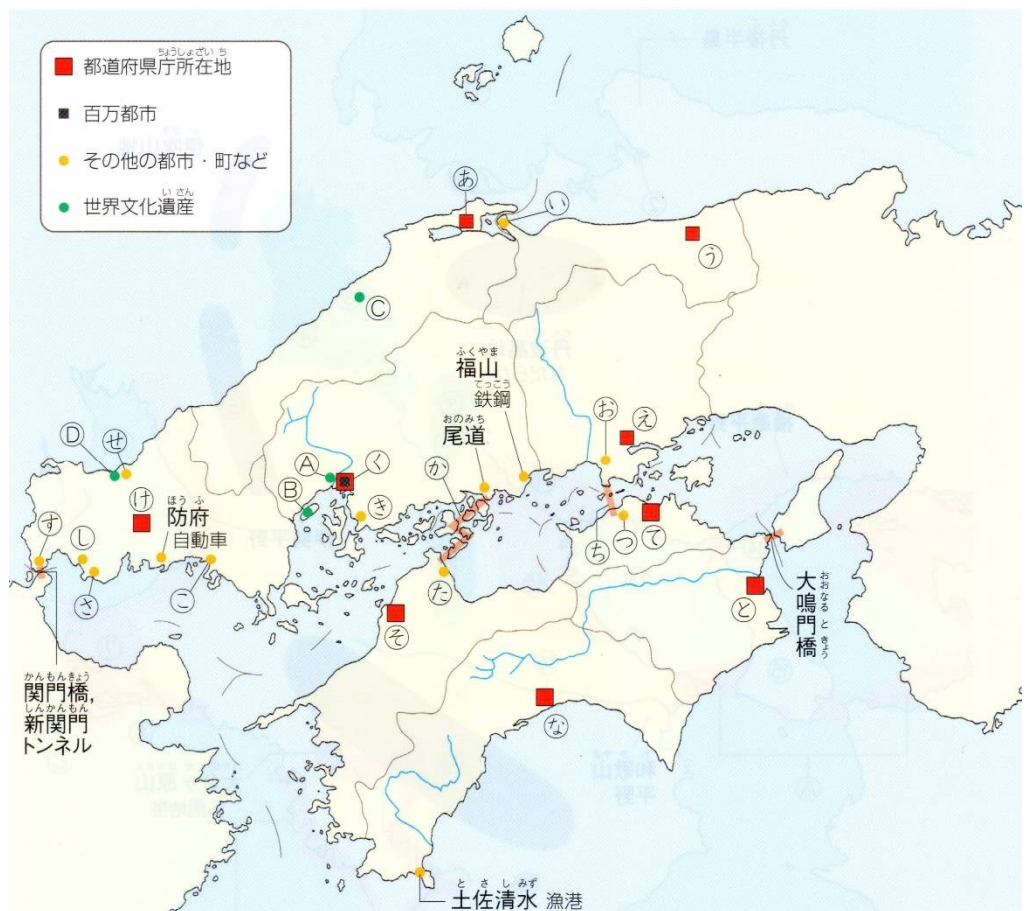 ちょうしょざいち
都道府県庁所在地
百万都市
その他の都市・町など
いさん
世界文化遺産
あ
い
う
C
ふくやま
福山
てっこう
鉄鋼
おのみち
尾道
お
え
D
せ
A
く
か
B
け
ほうふ
防府
自動車
き
す
し
ち
つ
て
さ
こ
た
そ
と
おおなるときょう
大鳴門橋
かんもんきょう
関門橋,
しんかんもん
新関門
トンネル
な
とさしみず
土佐清水 漁港